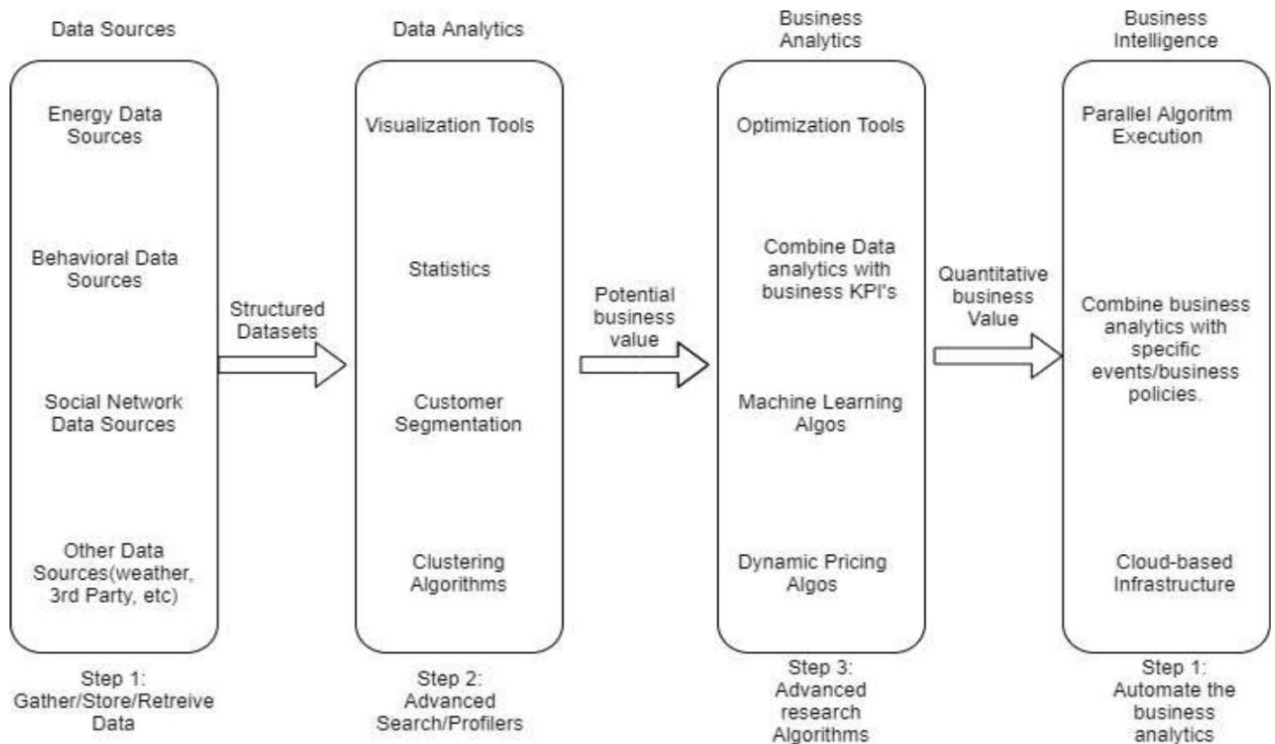 Data Sources
Energy Data
Sources
Behavioral Data
Sources
Social Network
Data Sources
Other Data
Sources(weather,
3rd Party, etc)
Step 1:
Gather/Store/Retreive
Data
Structured
Datasets
Data Analytics
Visualization Tools
Statistics
Customer
Segmentation
Clustering
Algorithms
Step 2:
Advanced
Search/Profilers
Potential
business
value
Business
Analytics
Optimization Tools
Combine Data
analytics with
business KPI's
Machine Learning
Algos
Dynamic Pricing
Algos
Step 3:
Advanced
research
Algorithms
Quantitative
business
Value
Business
Intelligence
Parallel Algoritm
Execution
Combine business
analytics with
specific
events/business
policies.
Cloud-based
Infrastructure
Step 1:
Automate the
business
analytics